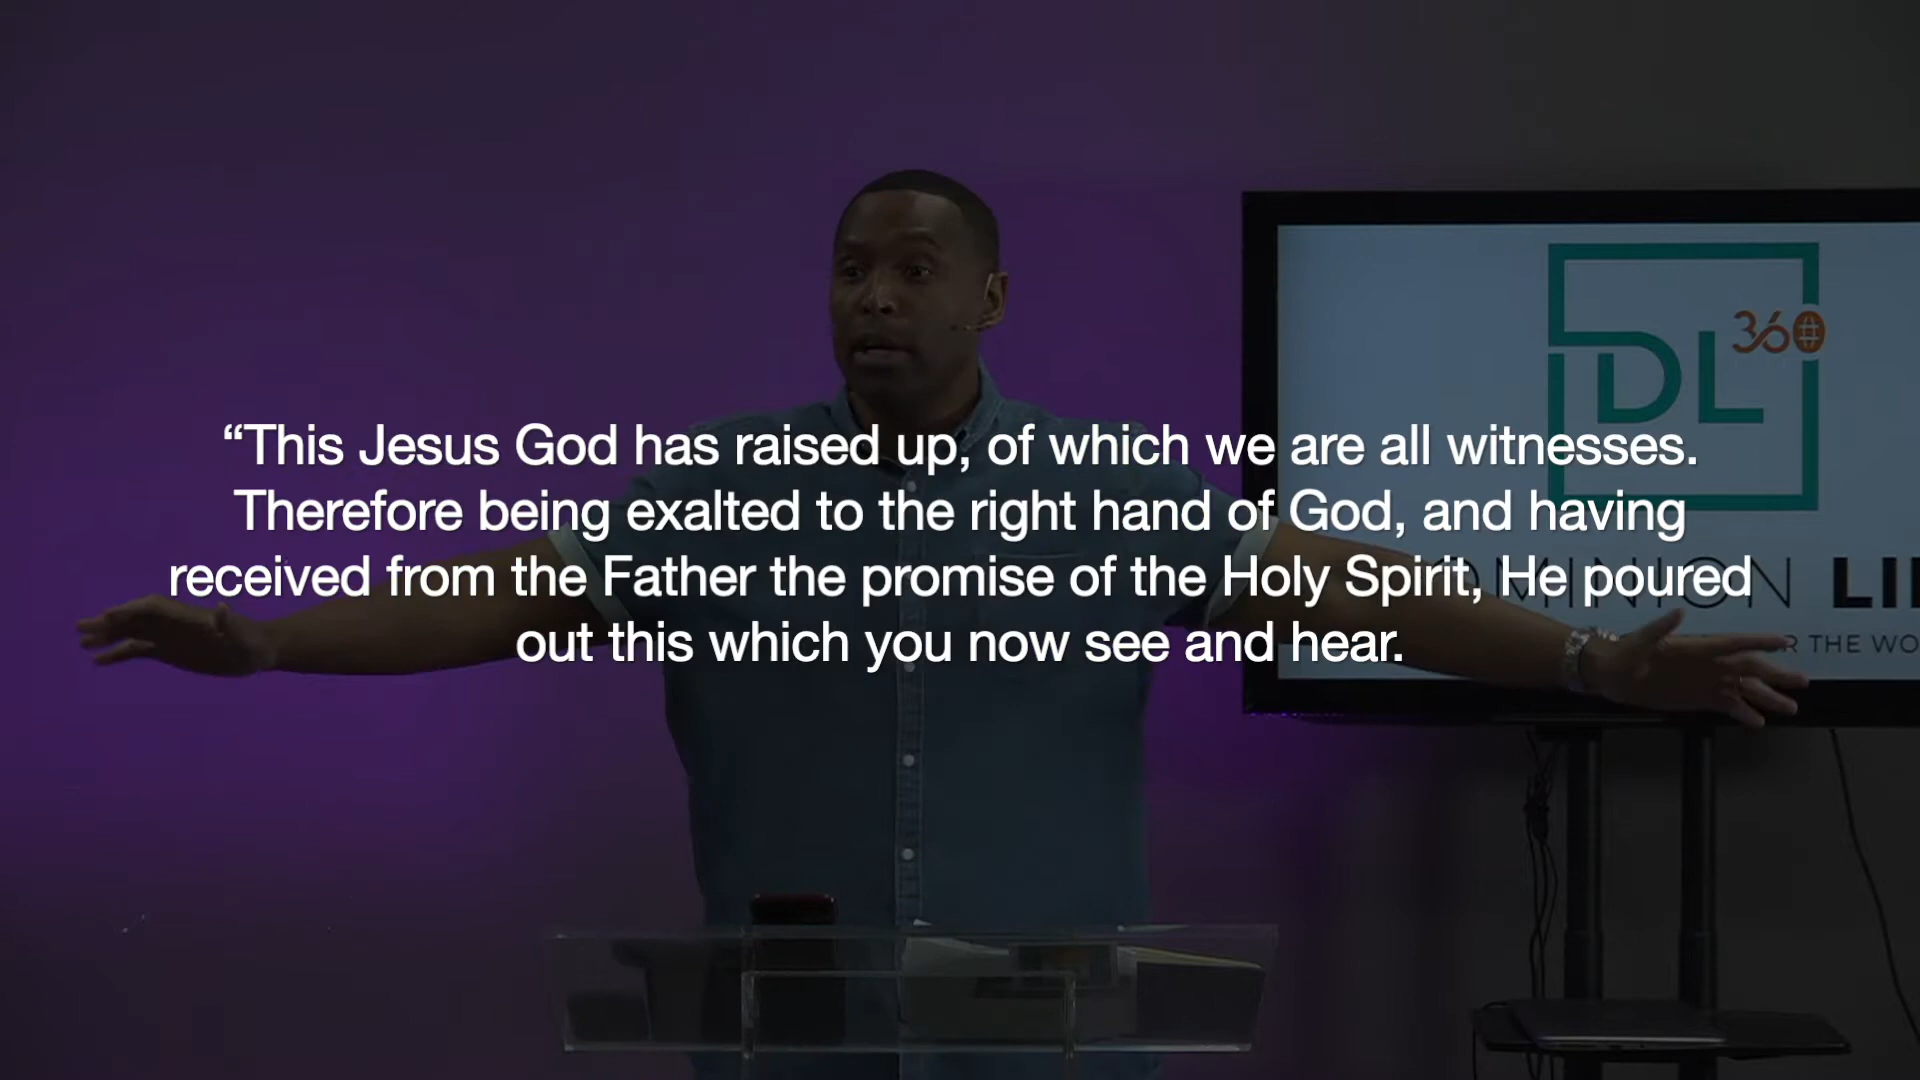 DL
360
“This Jesus God has raised up, of which we are all witnesses.
Therefore being exalted to the right hand of God, and having
received from the Father the promise of the Holy Spirit, He poured
out this which you now see and hear.
THE